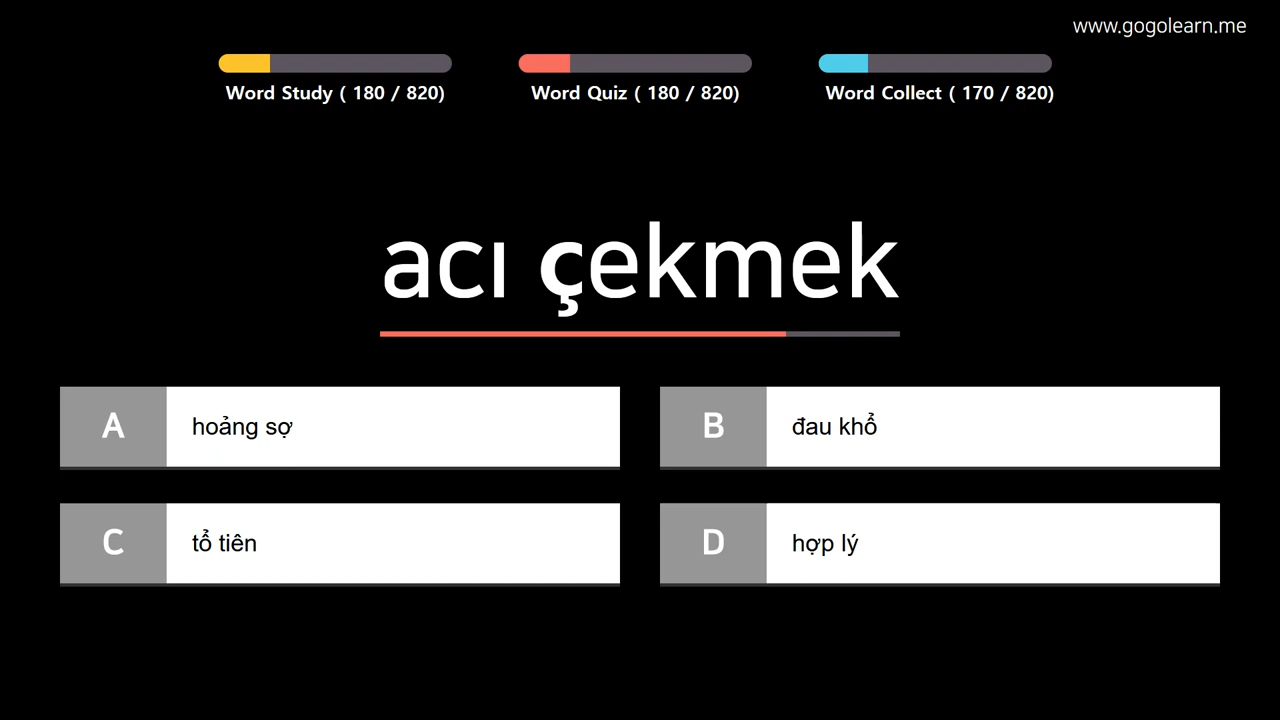 www.gogolearn.me
Word Study ( 180 / 820)
Word Quiz ( 180 / 820)
Word Collect ( 170 / 820)
acı çekmek
A hoảng sợ
B đau khổ
C tổ tiên
D hợp lý